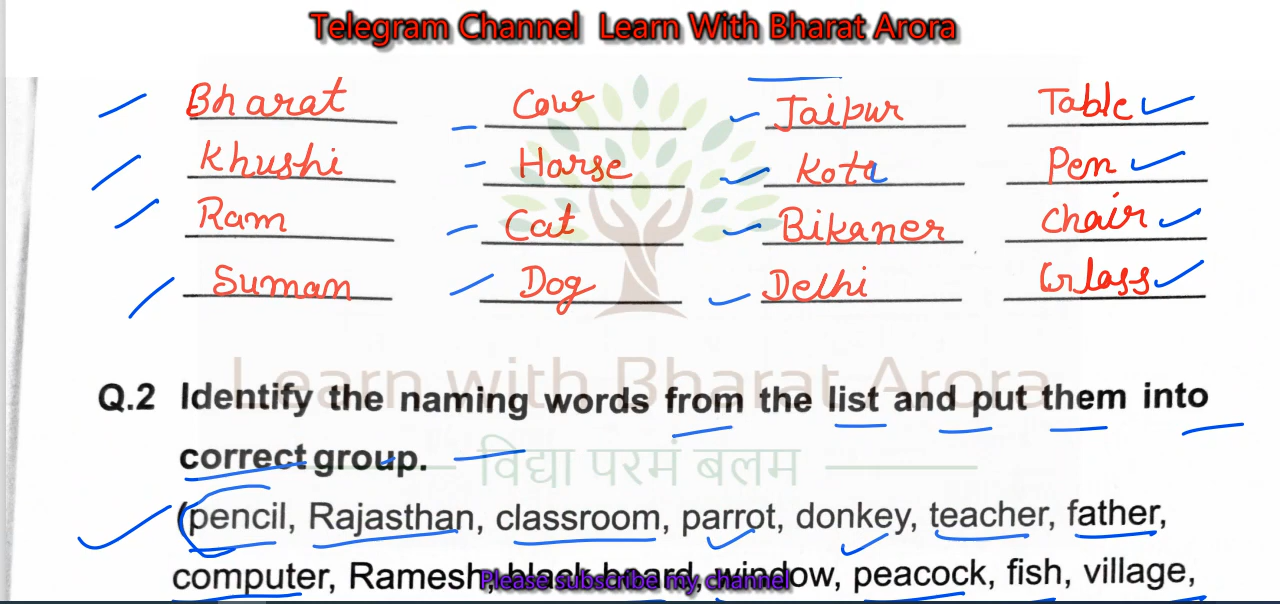 Telegram Channel Learn With Bharat Arora
Bharat Cow Jaipur Table
Khushi Horse Kota Pen
Ram Cat Bikaner Chair
Suman Dog Delhi Glass
Learn with Bharat Arora
Q.2 Identify the naming words from the list and put them into
correct group.
विद्या परमं बलम
(pencil, Rajasthan, classroom, parrot, donkey, teacher, father,
computer, Ramesh, black board, window, peacock, fish, village,
Please subscribe my channel